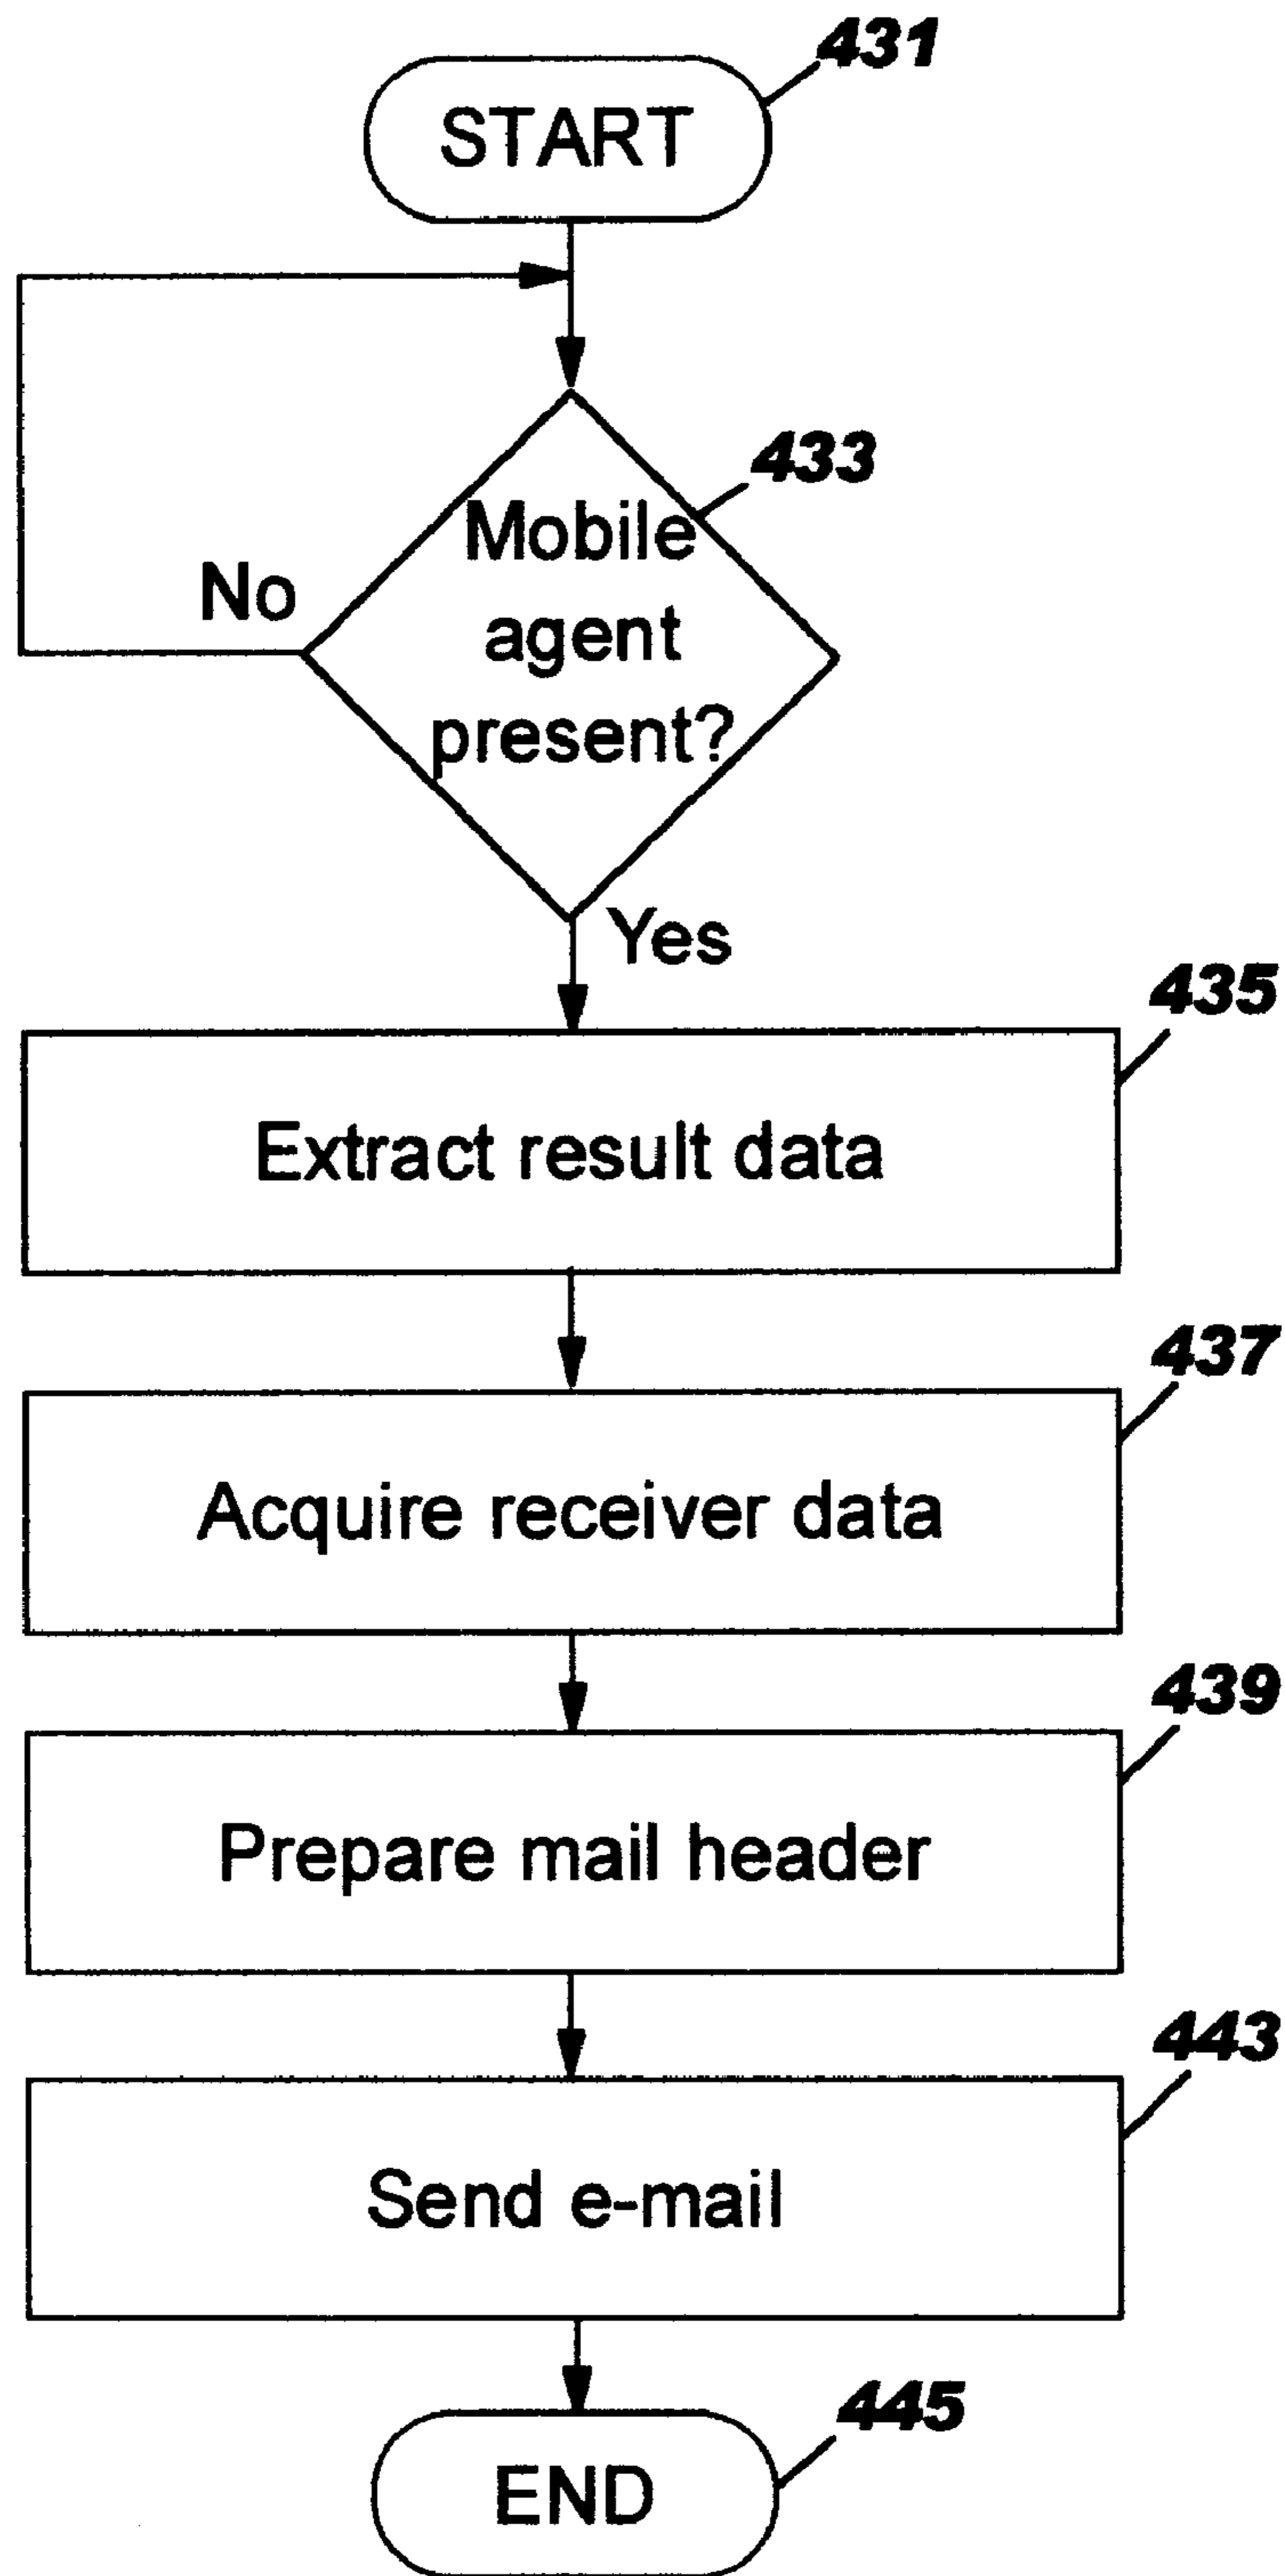 431
START
433
Mobile
agent
present?
No
Yes
435
Extract result data
437
Acquire receiver data
439
Prepare mail header
443
Send e-mail
445
END